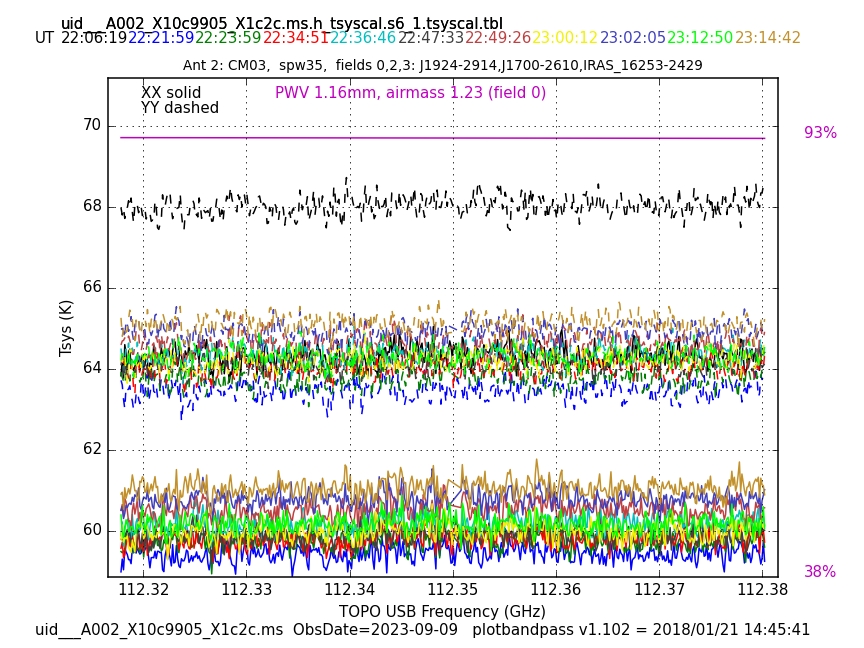 uid___A002_X10c9905_X1c2c.ms.h_tsyscal.s6_1.tsyscal.tbl
UT 22:06:19 22:21:59 22:23:59 22:34:51 22:36:46 22:47:33 22:49:26 23:00:12 23:02:05 23:12:50 23:14:42
Ant 2: CM03,  spw35,  fields 0,2,3: J1924-2914,J1700-2610,IRAS_16253-2429
XX solid
PWV 1.16mm, airmass 1.23 (field 0)
YY dashed
70
93%
68
66
Tsys (K)
64
62
60
38%
112.32 112.33 112.34 112.35 112.36 112.37 112.38
TOPO USB Frequency (GHz)
uid___A002_X10c9905_X1c2c.ms  ObsDate=2023-09-09   plotbandpass v1.102 = 2018/01/21 14:45:41